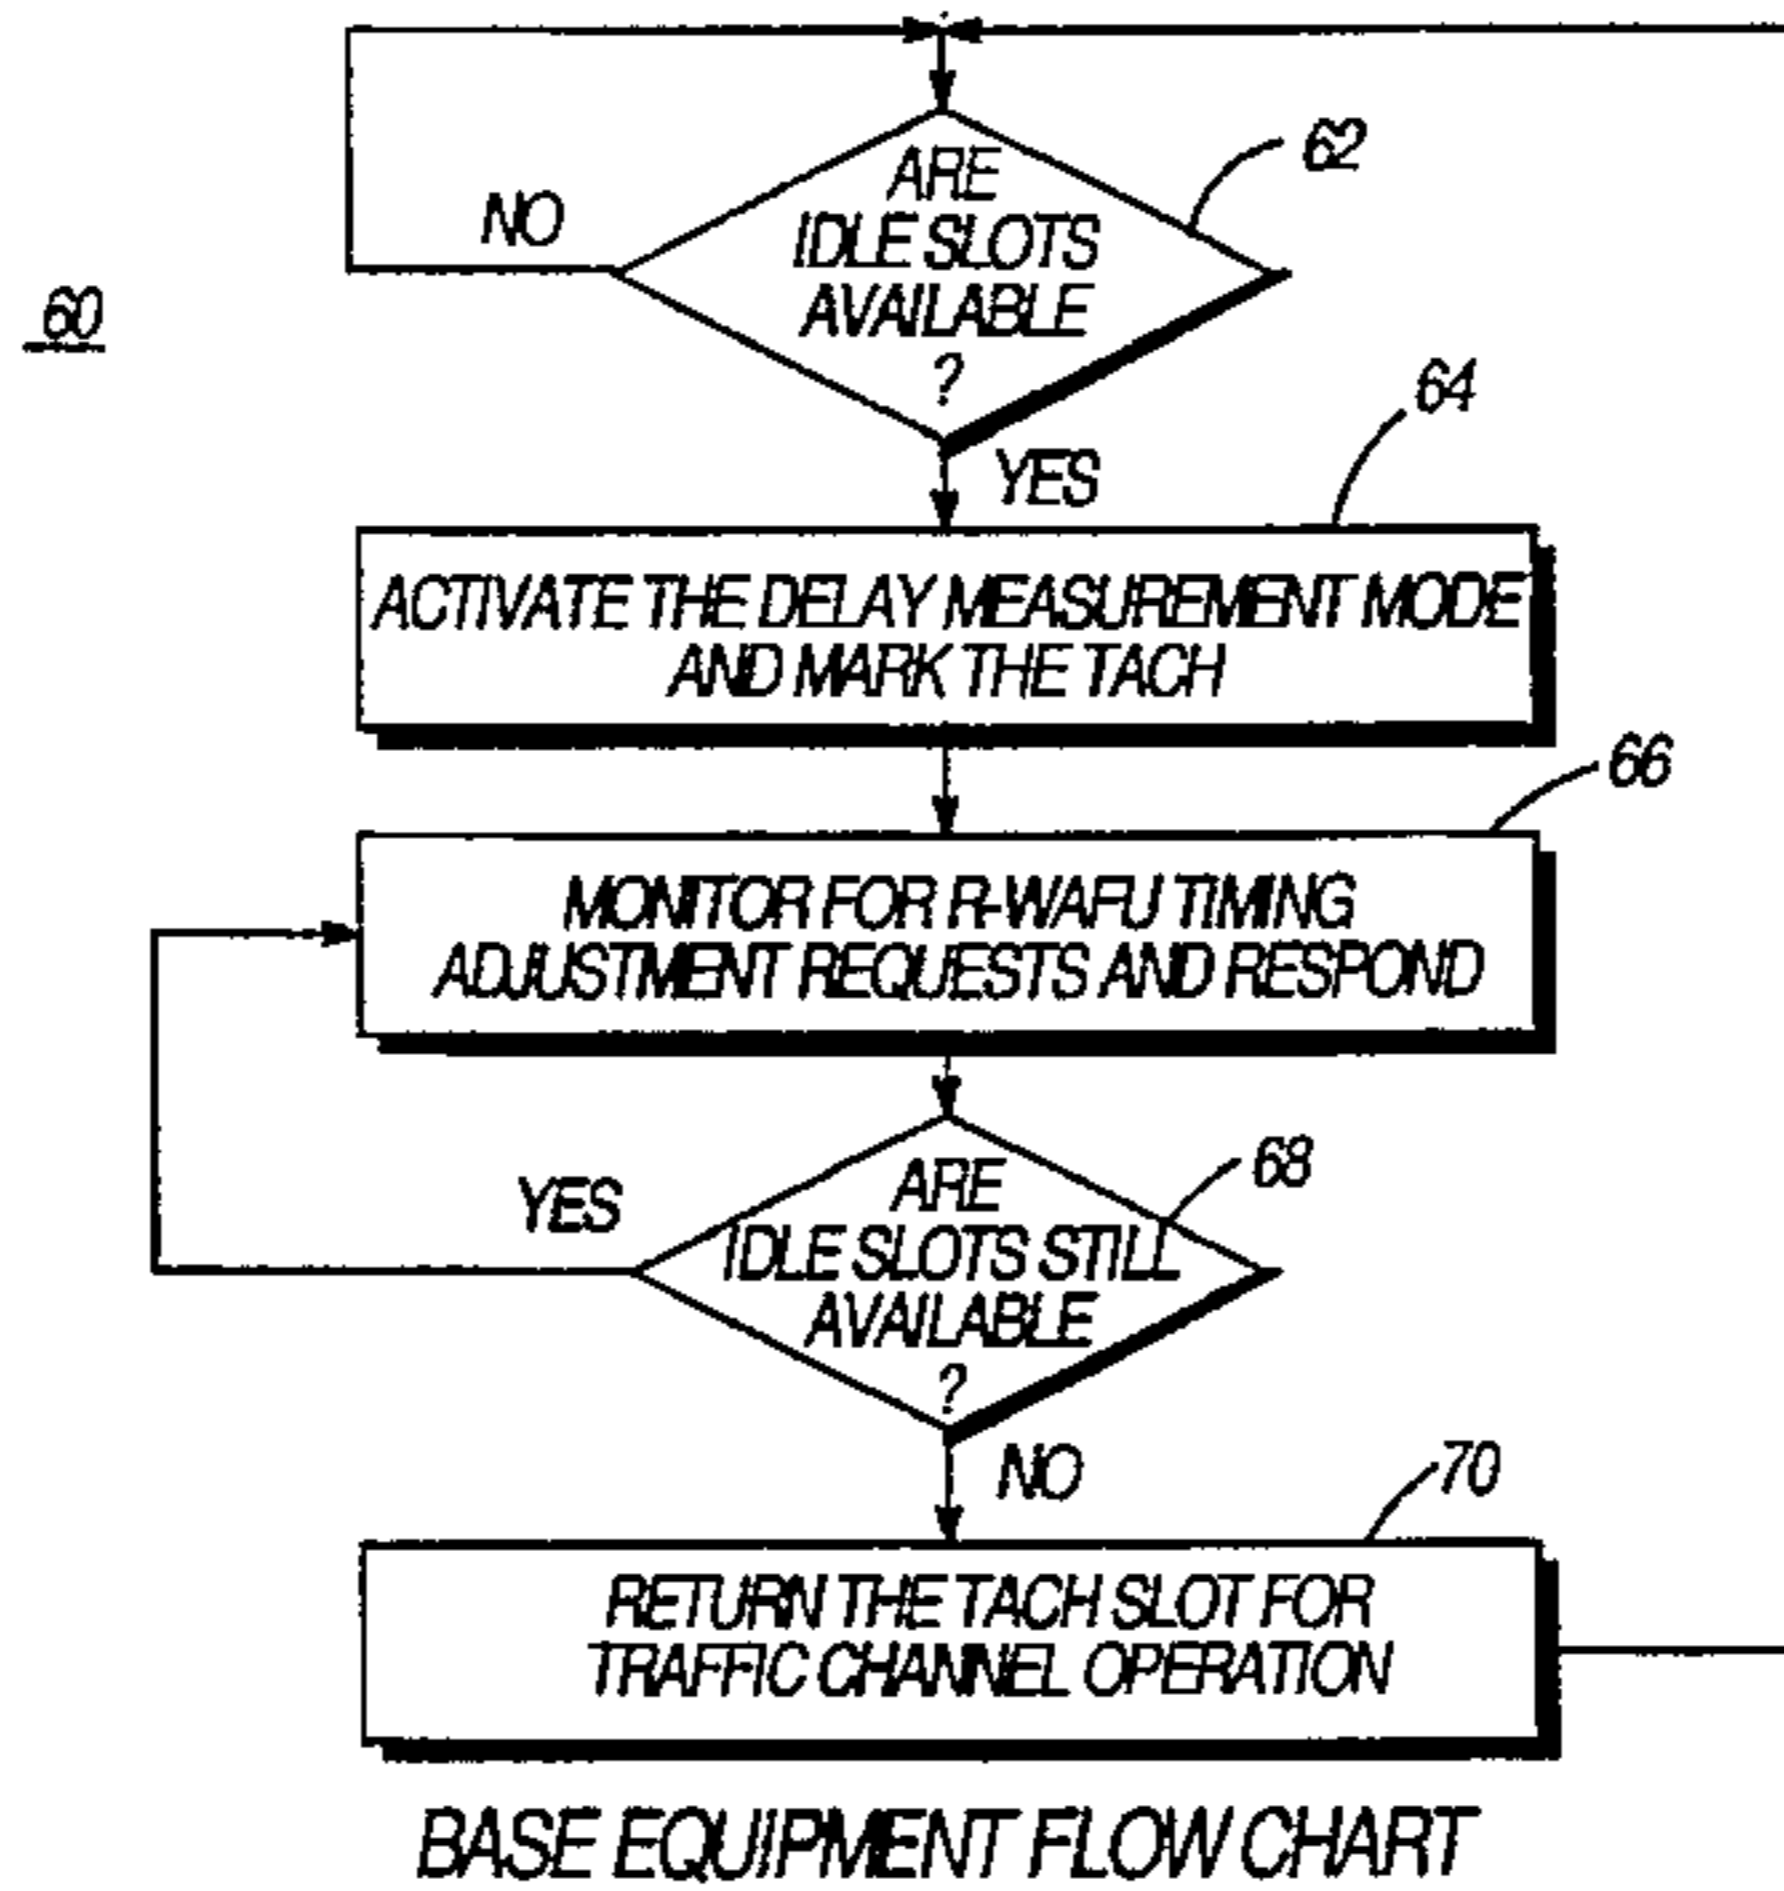 62
ARE
IDLE SLOTS
AVAILABLE
?
NO
60
YES
64
ACTIVATE THE DELAY MEASUREMENT MODE
AND MARK THE TACH
66
MONITOR FOR R-WAFU TIMING
ADJUSTMENT REQUESTS AND RESPOND
68
ARE
IDLE SLOTS STILL
AVAILABLE
?
YES
NO
70
RETURN THE TACH SLOT FOR
TRAFFIC CHANNEL OPERATION
BASE EQUIPMENT FLOW CHART